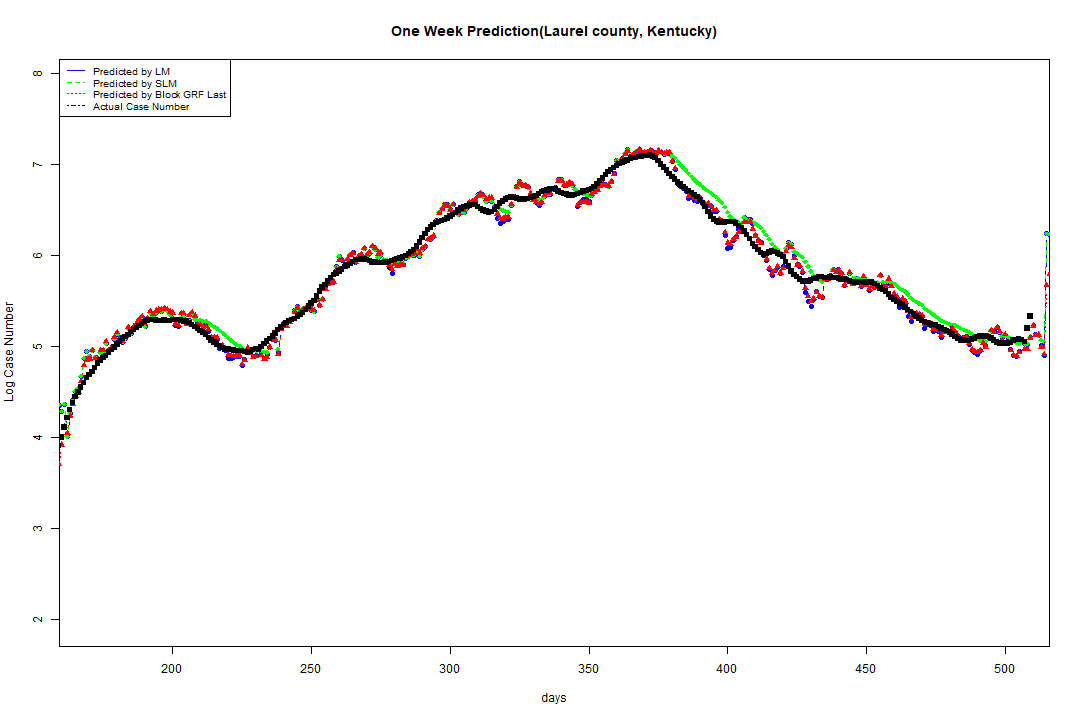 One Week Prediction(Laurel county, Kentucky)
Predicted by LM
Predicted by SLM
Predicted by Block GRF Last
Actual Case Number
8
7
6
5
4
3
2
Log Case Number
200 250 300 350 400 450 500
days